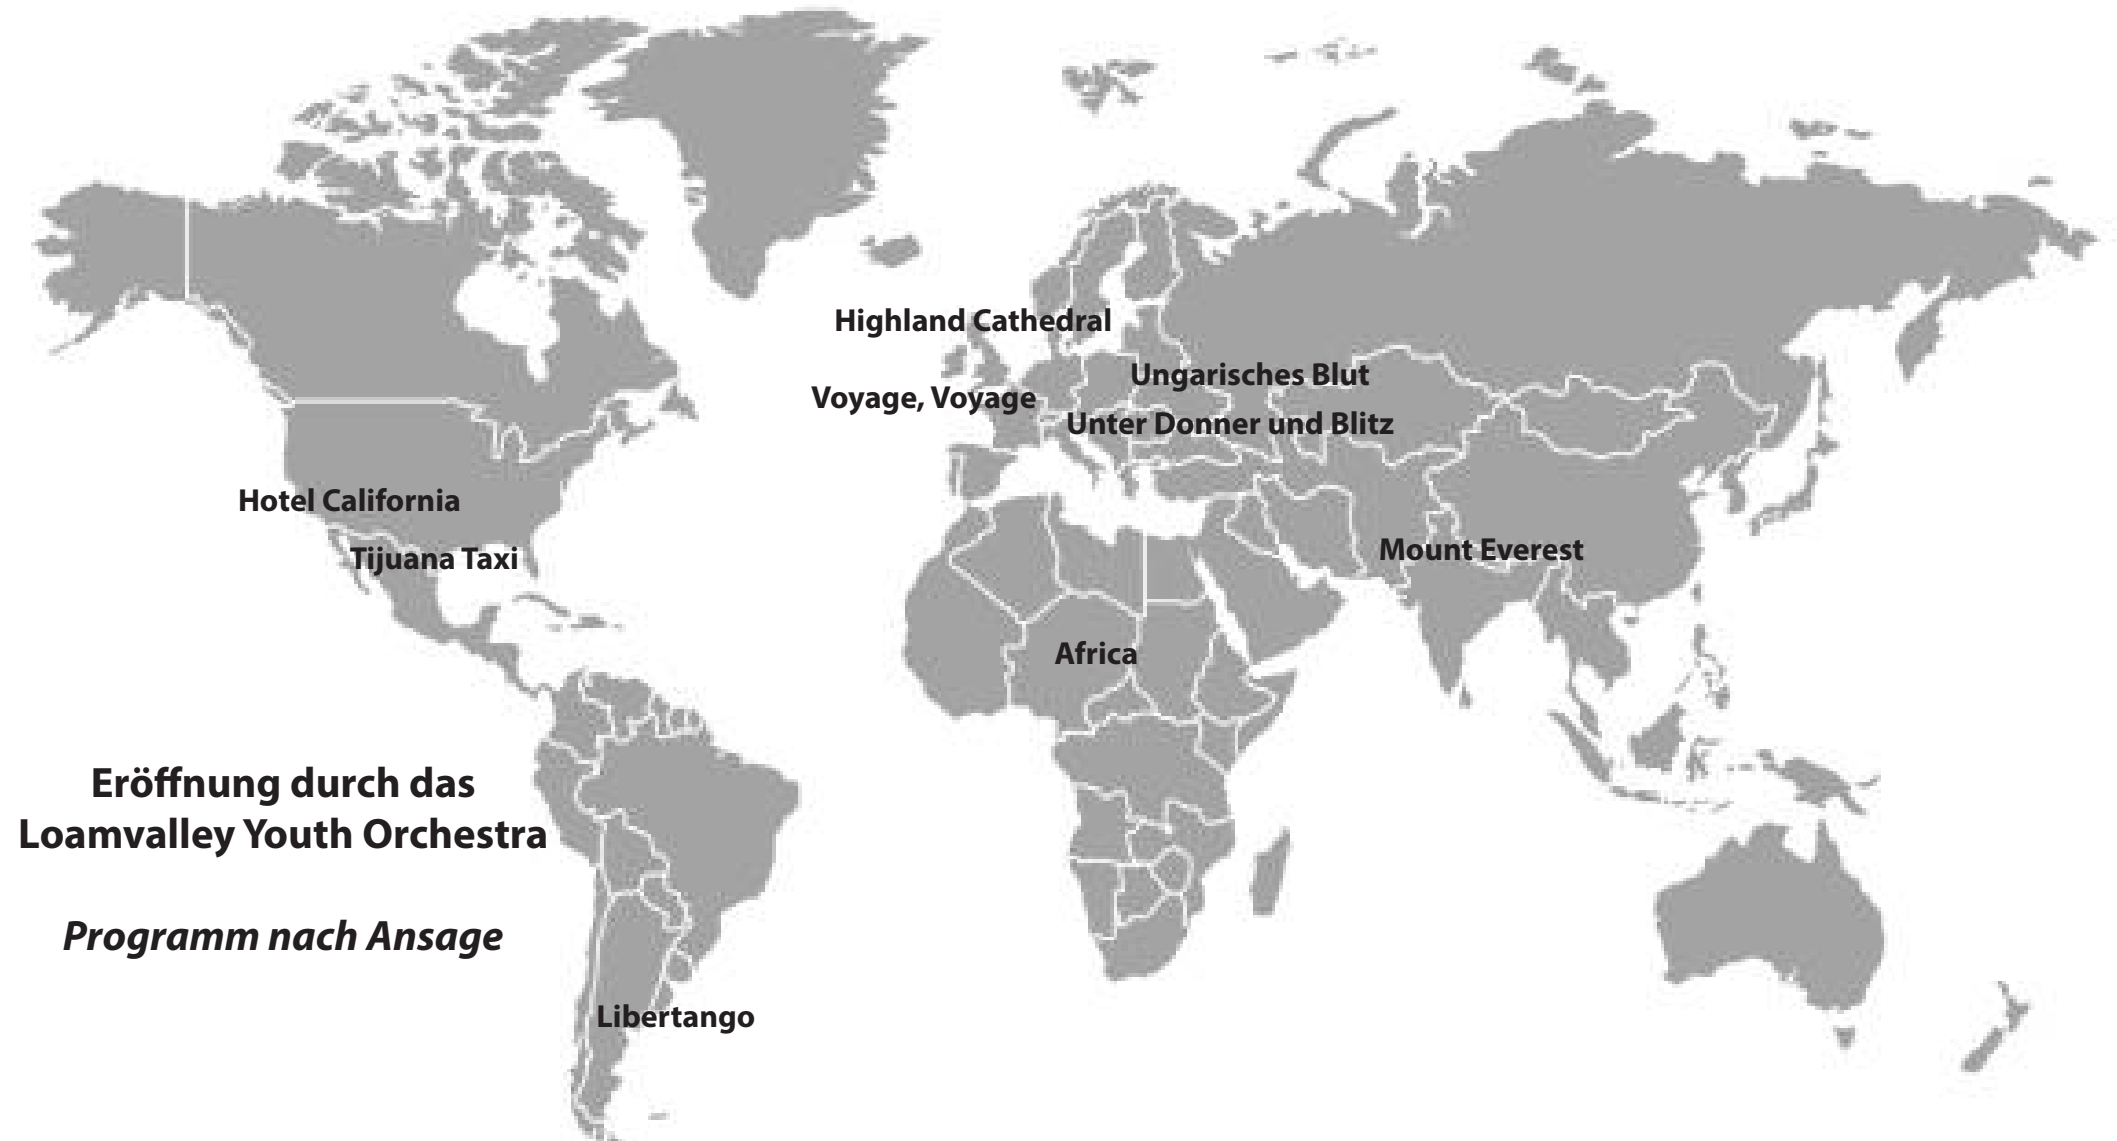 Highland Cathedral
Ungarisches Blut
Voyage, Voyage
Unter Donner und Blitz
Hotel California
Mount Everest
Tijuana Taxi
Africa
Eröffnung durch das
Loamvalley Youth Orchestra
Programm nach Ansage
Libertango